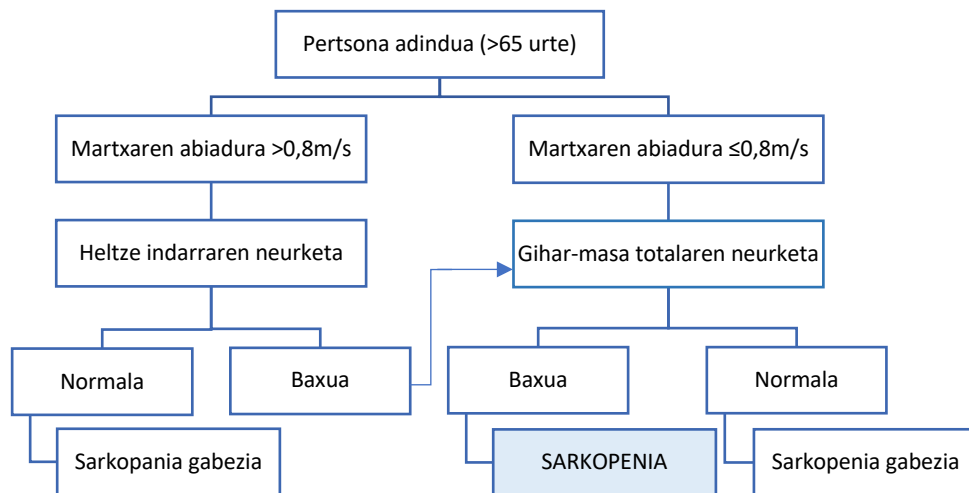 Pertsona adindua (>65 urte)
Martxaren abiadura >0,8m/s
Martxaren abiadura ≤0,8m/s
Heltze indarraren neurketa
Gihar-masa totalaren neurketa
Normala
Baxua
Baxua
Normala
Sarkopania gabezia
SARKOPENIA
Sarkopenia gabezia